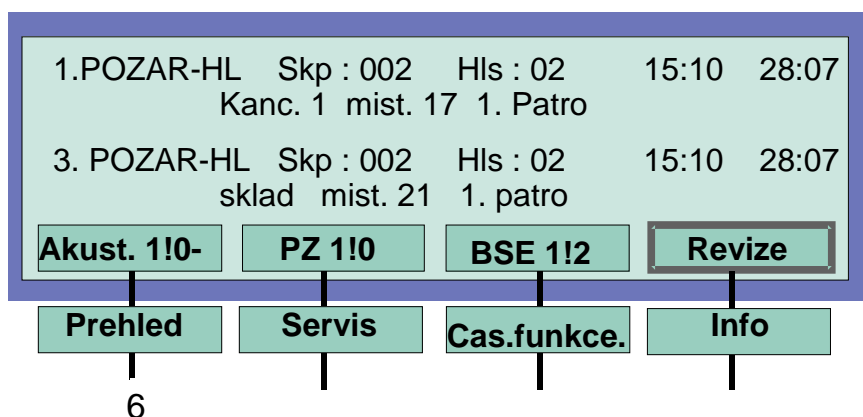 1.POZAR-HL Skp : 002 Hls : 02 15:10 28:07
Kanc. 1 mist. 17 1. Patro
3. POZAR-HL Skp : 002 Hls : 02 15:10 28:07
sklad mist. 21 1. patro
Akust. 1!0- PZ 1!0 BSE 1!2 Revize
Prehled Servis Cas.funkce. Info
6